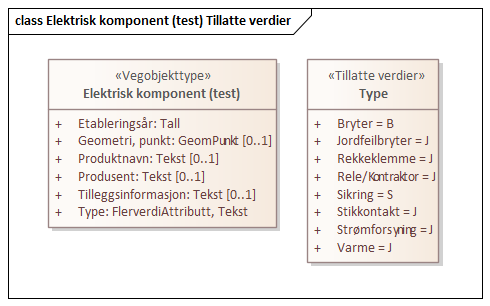 class Elektrisk komponent (test) Tillatte verdier
«Vegobjekttype»
Elektrisk komponent (test)
+ Etableringsår: Tall
+ Geometri, punkt: GeomPunkt [0..1]
+ Produktnavn: Tekst [0..1]
+ Produsent: Tekst [0..1]
+ Tilleggsinformasjon: Tekst [0..1]
+ Type: FlerverdiAttributt, Tekst
«Tillatte verdier»
Type
+ Bryter = B
+ Jordfeilbryter = J
+ Rekkeklemme = J
+ Rele/Kontraktor = J
+ Sikring = S
+ Stikkontakt = J
+ Strømforsyning = J
+ Varme = J